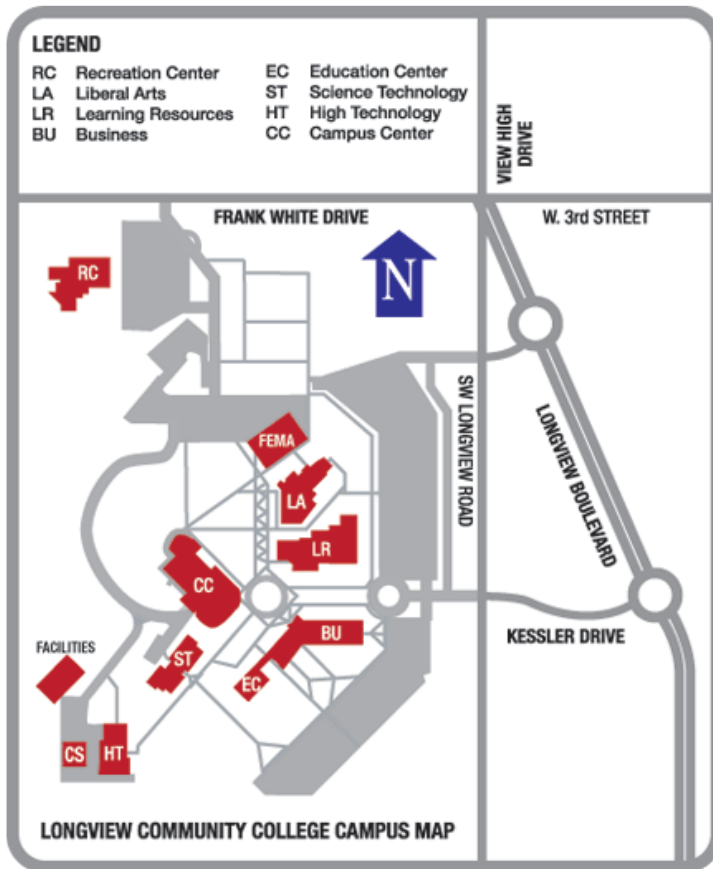 LEGEND
RC Recreation Center
LA Liberal Arts
LR Learning Resources
BU Business
EC Education Center
ST Science Technology
HT High Technology
CC Campus Center
VIEW HIGH
DRIVE
FRANK WHITE DRIVE
W. 3rd STREET
N
RC
SW LONGVIEW ROAD
LONGVIEW BOULEVARD
FEMA
LA
LR
CC
BU
KESSLER DRIVE
FACILITIES
ST
EC
CS
HT
LONGVIEW COMMUNITY COLLEGE CAMPUS MAP